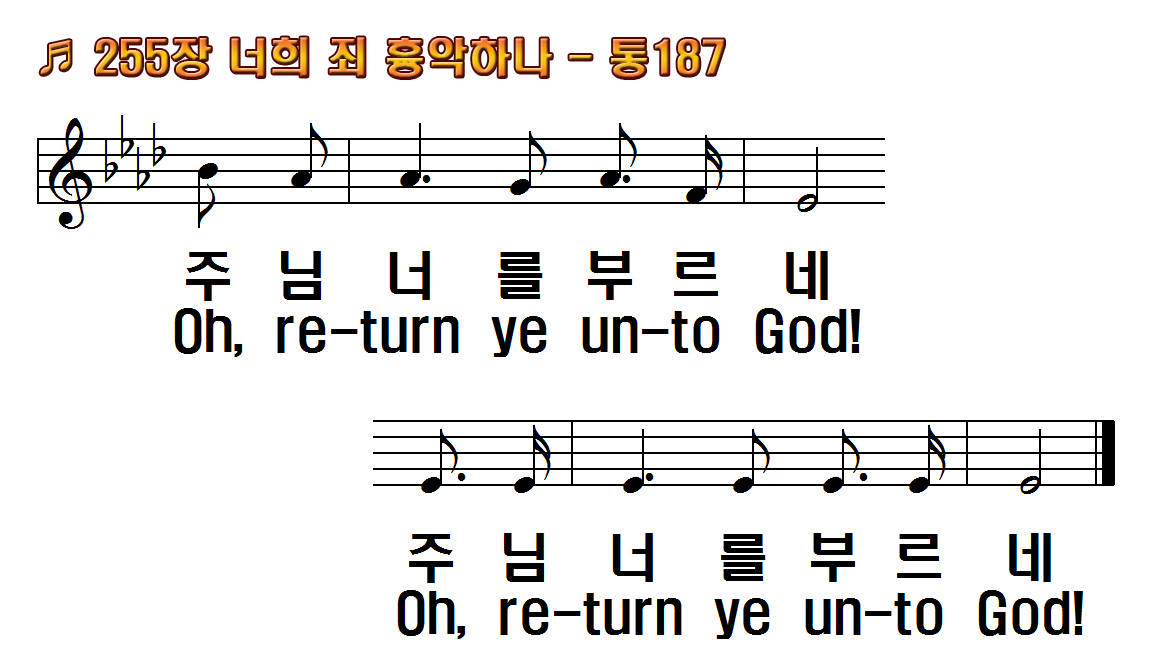 ♬ 255장 너희 죄 흉악하나 - 통187
주 님 너 를 부 르 네
Oh, re-turn ye un-to God!
주 님 너 를 부 르 네
Oh, re-turn ye un-to God!